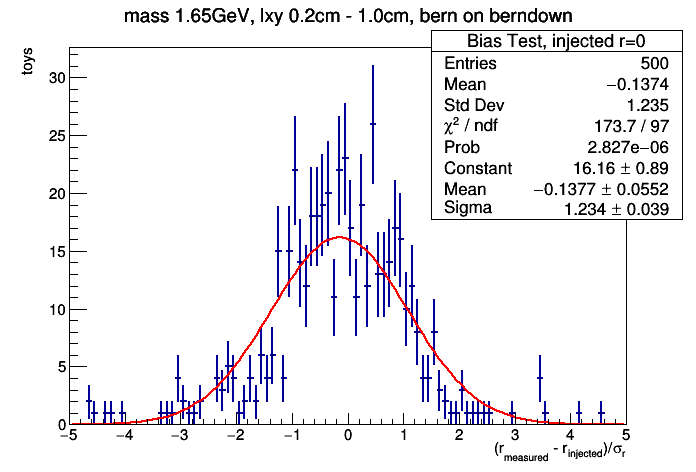 mass 1.65GeV, lxy 0.2cm - 1.0cm, bern on berndown
toys
Bias Test, injected r=0
Entries 500
Mean −0.1374
Std Dev 1.235
χ² / ndf 173.7 / 97
Prob 2.827e−06
Constant 16.16 ± 0.89
Mean −0.1377 ± 0.0552
Sigma 1.234 ± 0.039
30
25
20
15
10
5
0
−5 −4 −3 −2 −1 0 1 2 3 4 5
(r_measured - r_injected)/σ_r